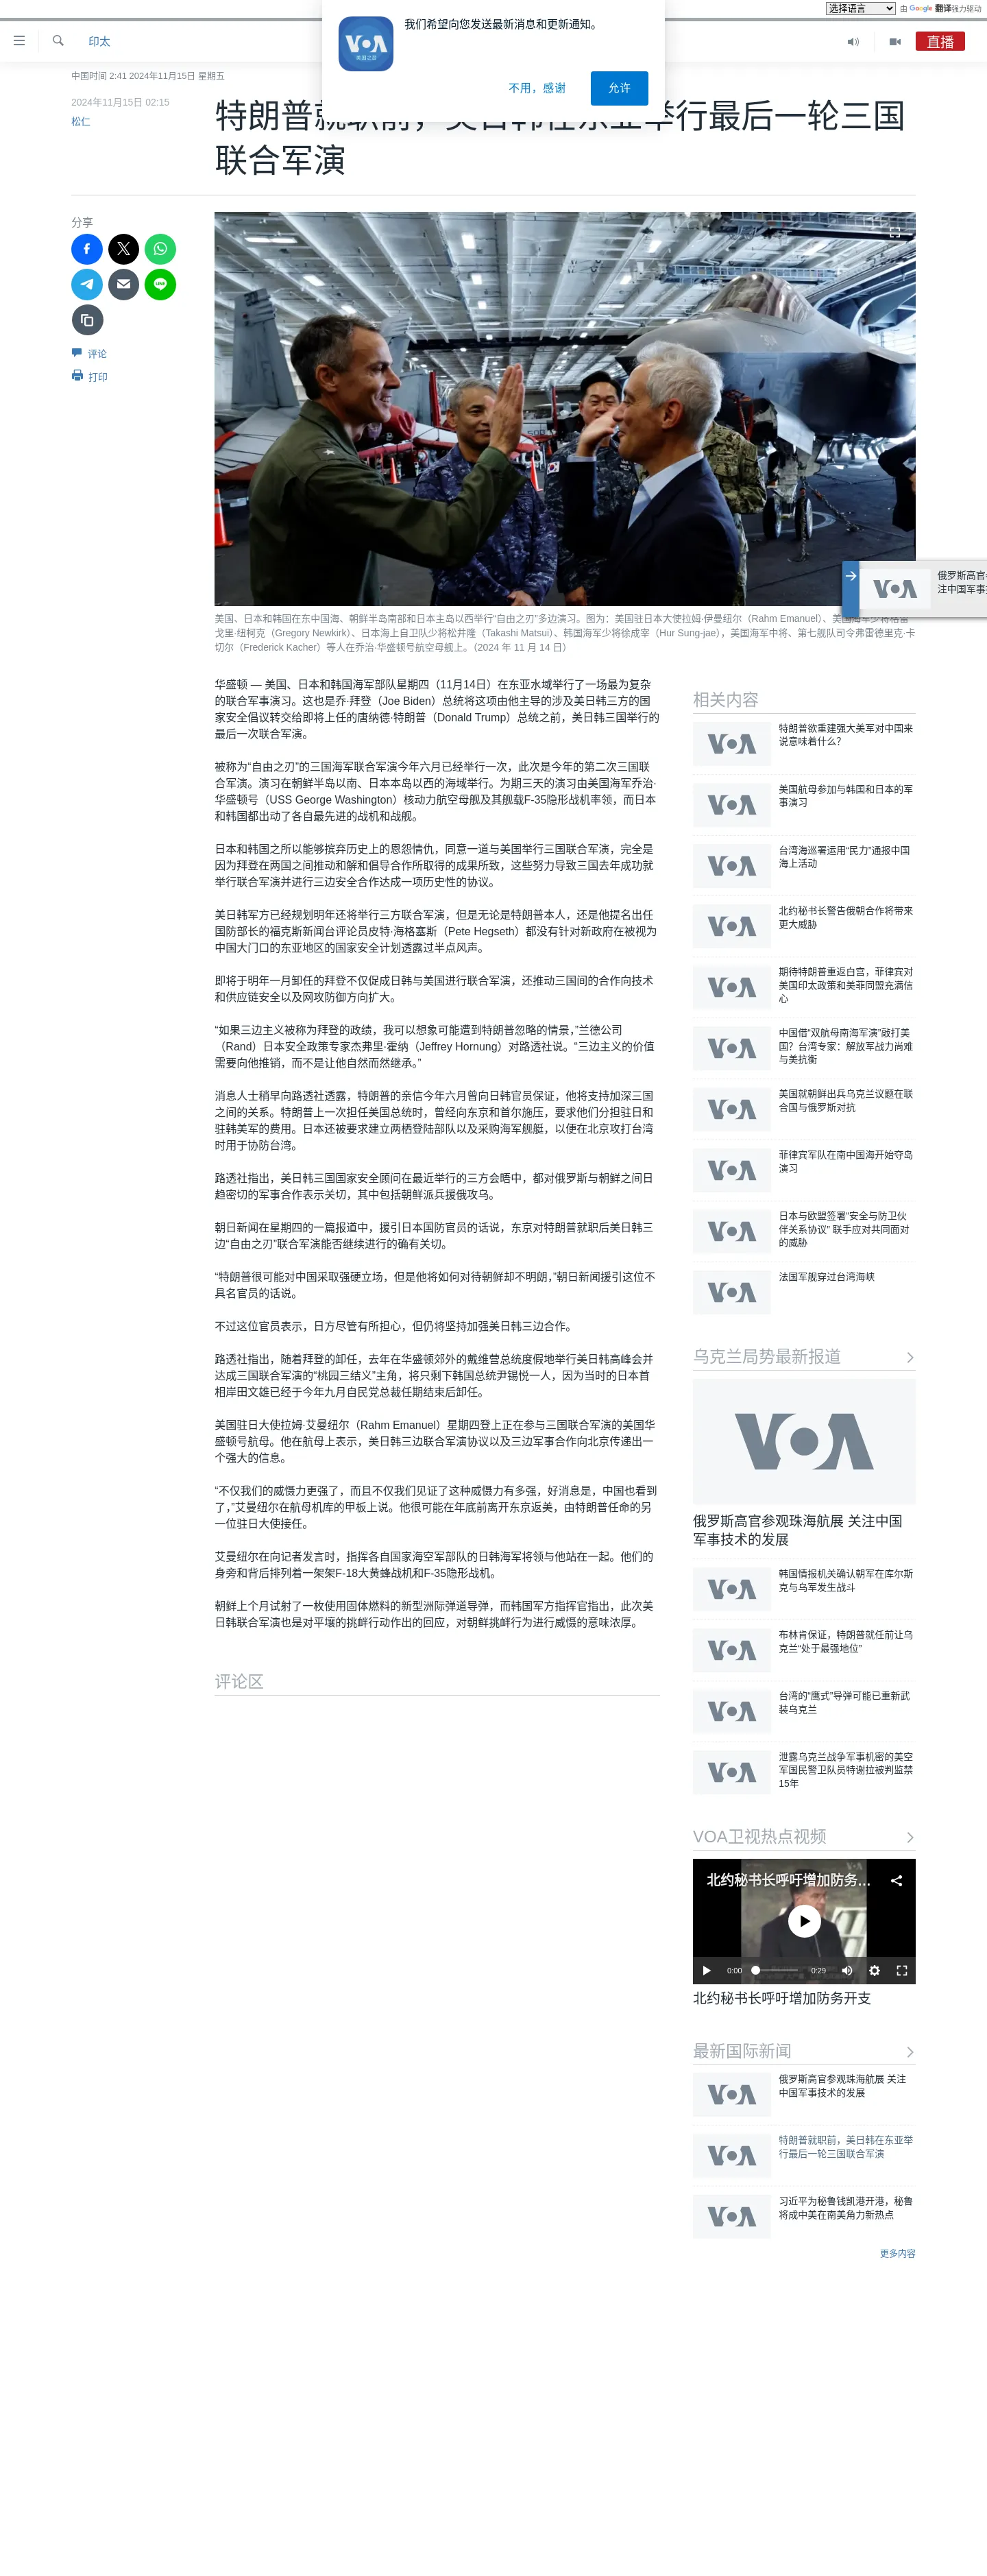 选择语言
由 Google 翻译强力驱动
我们希望向您发送最新消息和更新通知。
VOA
美国之音
不用，感谢
允许
印太
直播
中国时间 2:41 2024年11月15日 星期五
2024年11月15日 02:15
松仁
特朗普就职前，美日韩在东亚举行最后一轮三国
联合军演
分享
评论
打印
俄罗斯高官
注中国军事
VOA
美国、日本和韩国在东中国海、朝鲜半岛南部和日本主岛以西举行“自由之刃”多边演习。图为：美国驻日本大使拉姆·伊曼纽尔（Rahm Emanuel）、美国海军少将格雷
戈里·纽柯克（Gregory Newkirk）、日本海上自卫队少将松井隆（Takashi Matsui）、韩国海军少将徐成宰（Hur Sung-jae），美国海军中将、第七舰队司令弗雷德里克·卡
切尔（Frederick Kacher）等人在乔治·华盛顿号航空母舰上。（2024 年 11 月 14 日）
华盛顿 — 美国、日本和韩国海军部队星期四（11月14日）在东亚水域举行了一场最为复杂
的联合军事演习。这也是乔·拜登（Joe Biden）总统将这项由他主导的涉及美日韩三方的国
家安全倡议转交给即将上任的唐纳德·特朗普（Donald Trump）总统之前，美日韩三国举行的
最后一次联合军演。
被称为“自由之刃”的三国海军联合军演今年六月已经举行一次，此次是今年的第二次三国联
合军演。演习在朝鲜半岛以南、日本本岛以西的海域举行。为期三天的演习由美国海军乔治·
华盛顿号（USS George Washington）核动力航空母舰及其舰载F-35隐形战机率领，而日本
和韩国都出动了各自最先进的战机和战舰。
日本和韩国之所以能够摈弃历史上的恩怨情仇，同意一道与美国举行三国联合军演，完全是
因为拜登在两国之间推动和解和倡导合作所取得的成果所致，这些努力导致三国去年成功就
举行联合军演并进行三边安全合作达成一项历史性的协议。
美日韩军方已经规划明年还将举行三方联合军演，但是无论是特朗普本人，还是他提名出任
国防部长的福克斯新闻台评论员皮特·海格塞斯（Pete Hegseth）都没有针对新政府在被视为
中国大门口的东亚地区的国家安全计划透露过半点风声。
即将于明年一月卸任的拜登不仅促成日韩与美国进行联合军演，还推动三国间的合作向技术
和供应链安全以及网攻防御方向扩大。
“如果三边主义被称为拜登的政绩，我可以想象可能遭到特朗普忽略的情景，”兰德公司
（Rand）日本安全政策专家杰弗里·霍纳（Jeffrey Hornung）对路透社说。“三边主义的价值
需要向他推销，而不是让他自然而然继承。”
消息人士稍早向路透社透露，特朗普的亲信今年六月曾向日韩官员保证，他将支持加深三国
之间的关系。特朗普上一次担任美国总统时，曾经向东京和首尔施压，要求他们分担驻日和
驻韩美军的费用。日本还被要求建立两栖登陆部队以及采购海军舰艇，以便在北京攻打台湾
时用于协防台湾。
路透社指出，美日韩三国国家安全顾问在最近举行的三方会晤中，都对俄罗斯与朝鲜之间日
趋密切的军事合作表示关切，其中包括朝鲜派兵援俄攻乌。
朝日新闻在星期四的一篇报道中，援引日本国防官员的话说，东京对特朗普就职后美日韩三
边“自由之刃”联合军演能否继续进行的确有关切。
“特朗普很可能对中国采取强硬立场，但是他将如何对待朝鲜却不明朗，”朝日新闻援引这位不
具名官员的话说。
不过这位官员表示，日方尽管有所担心，但仍将坚持加强美日韩三边合作。
路透社指出，随着拜登的卸任，去年在华盛顿郊外的戴维营总统度假地举行美日韩高峰会并
达成三国联合军演的“桃园三结义”主角，将只剩下韩国总统尹锡悦一人，因为当时的日本首
相岸田文雄已经于今年九月自民党总裁任期结束后卸任。
美国驻日大使拉姆·艾曼纽尔（Rahm Emanuel）星期四登上正在参与三国联合军演的美国华
盛顿号航母。他在航母上表示，美日韩三边联合军演协议以及三边军事合作向北京传递出一
个强大的信息。
“不仅我们的威慑力更强了，而且不仅我们见证了这种威慑力有多强，好消息是，中国也看到
了，”艾曼纽尔在航母机库的甲板上说。他很可能在年底前离开东京返美，由特朗普任命的另
一位驻日大使接任。
艾曼纽尔在向记者发言时，指挥各自国家海空军部队的日韩海军将领与他站在一起。他们的
身旁和背后排列着一架架F-18大黄蜂战机和F-35隐形战机。
朝鲜上个月试射了一枚使用固体燃料的新型洲际弹道导弹，而韩国军方指挥官指出，此次美
日韩联合军演也是对平壤的挑衅行动作出的回应，对朝鲜挑衅行为进行威慑的意味浓厚。
评论区
相关内容
VOA
特朗普欲重建强大美军对中国来
说意味着什么？
VOA
美国航母参加与韩国和日本的军
事演习
VOA
台湾海巡署运用“民力”通报中国
海上活动
VOA
北约秘书长警告俄朝合作将带来
更大威胁
VOA
期待特朗普重返白宫，菲律宾对
美国印太政策和美菲同盟充满信
心
VOA
中国借“双航母南海军演”敲打美
国？台湾专家：解放军战力尚难
与美抗衡
VOA
美国就朝鲜出兵乌克兰议题在联
合国与俄罗斯对抗
VOA
菲律宾军队在南中国海开始夺岛
演习
VOA
日本与欧盟签署“安全与防卫伙
伴关系协议” 联手应对共同面对
的威胁
VOA
法国军舰穿过台湾海峡
VOA
乌克兰局势最新报道
VOA
俄罗斯高官参观珠海航展 关注中国
军事技术的发展
VOA
韩国情报机关确认朝军在库尔斯
克与乌军发生战斗
VOA
布林肯保证，特朗普就任前让乌
克兰“处于最强地位”
VOA
台湾的“鹰式”导弹可能已重新武
装乌克兰
VOA
泄露乌克兰战争军事机密的美空
军国民警卫队员特谢拉被判监禁
15年
VOA卫视热点视频
北约秘书长呼吁增加防务...
0:00
0:29
北约秘书长呼吁增加防务开支
最新国际新闻
VOA
俄罗斯高官参观珠海航展 关注
中国军事技术的发展
VOA
特朗普就职前，美日韩在东亚举
行最后一轮三国联合军演
VOA
习近平为秘鲁钱凯港开港，秘鲁
将成中美在南美角力新热点
更多内容